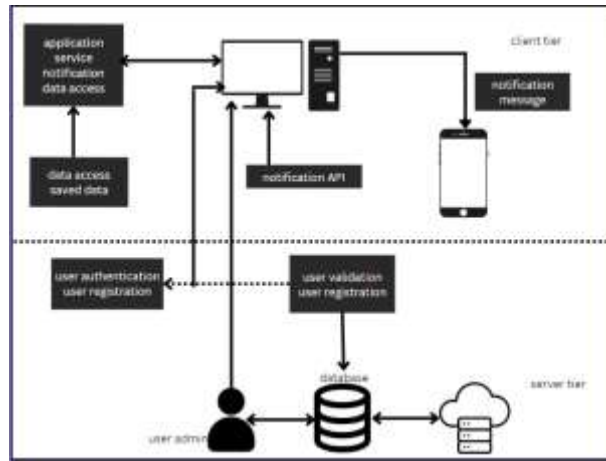 application
service
notification
data access
client tier
notification
message
data access
saved data
notification API
user authentication
user registration
user validation
user registration
database
server tier
user admin